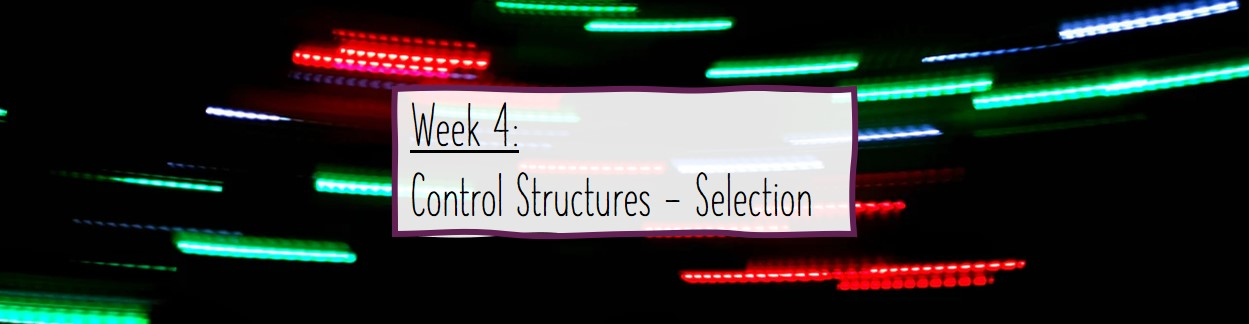 Week 4:
Control Structures – Selection